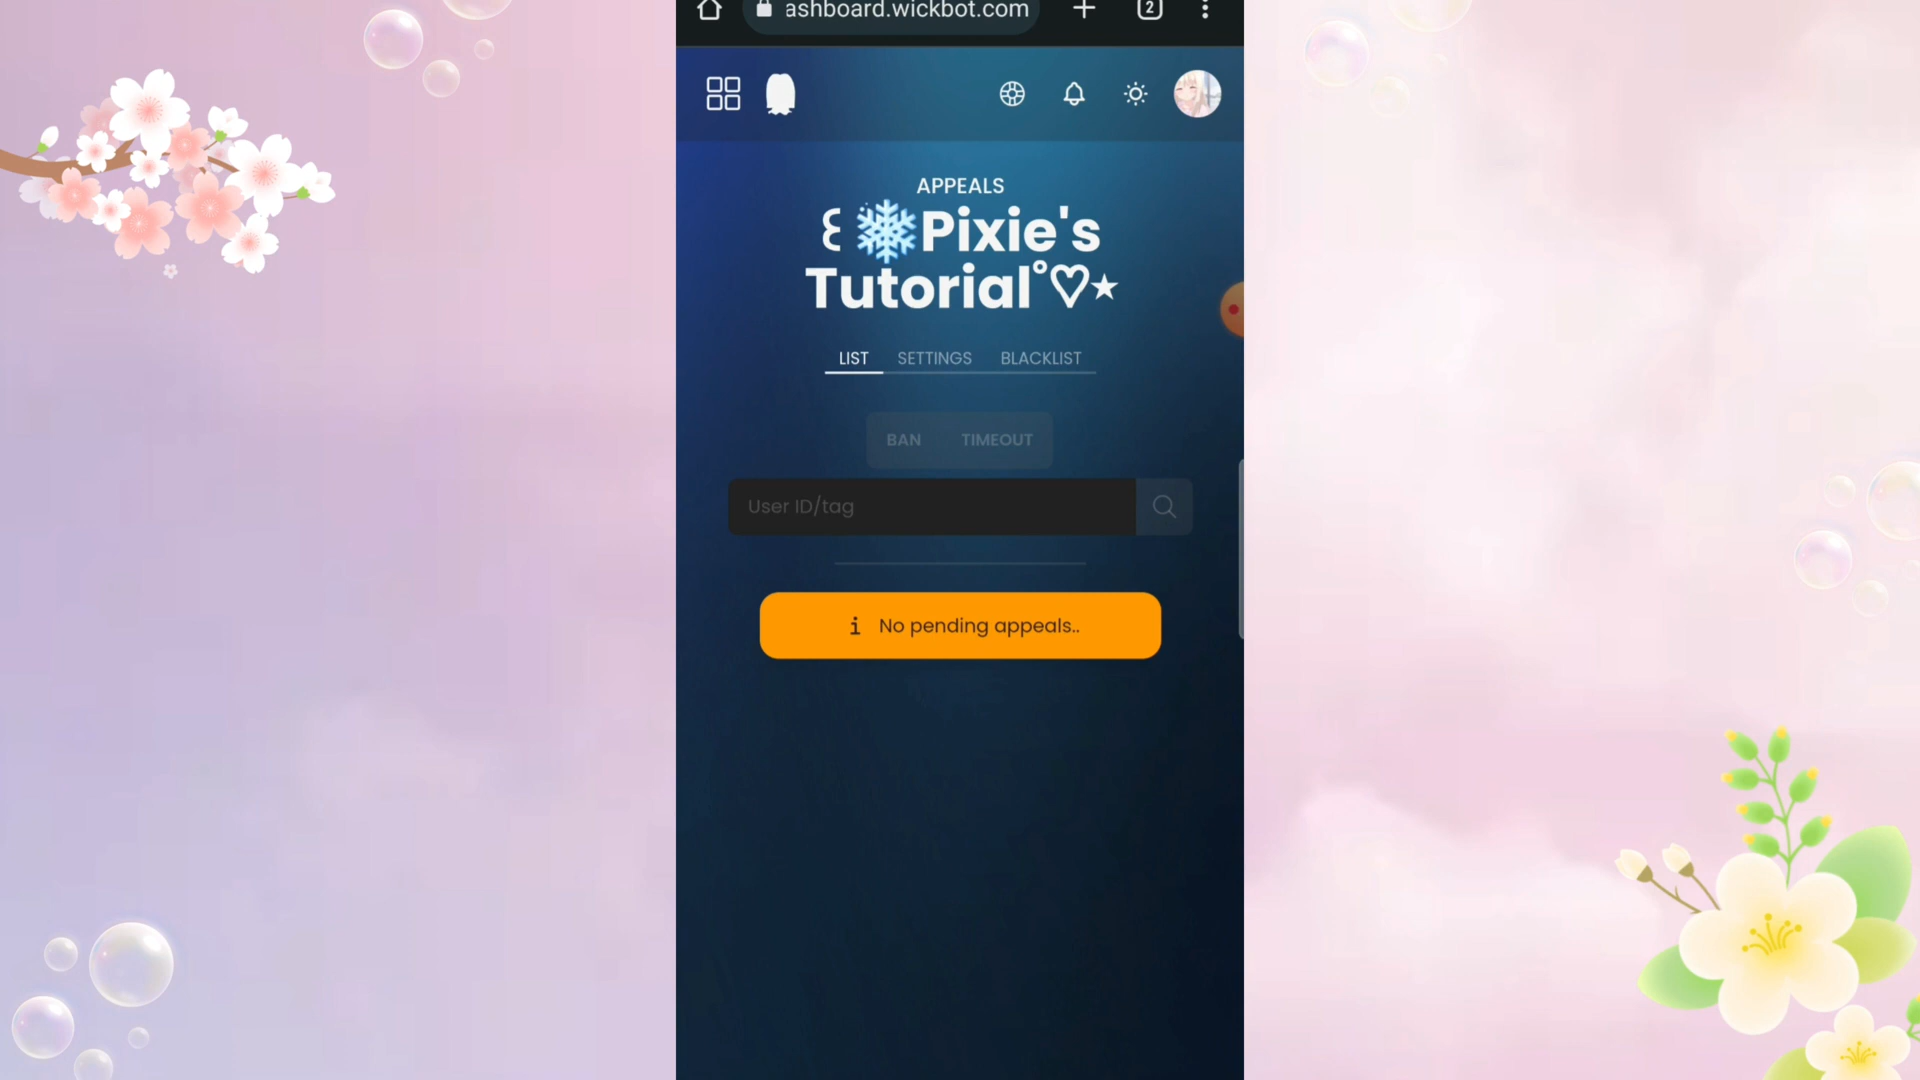 ashboard.wickbot.com
2
APPEALS
꒰ ❄️Pixie's
Tutorial˚♡⋆
LIST SETTINGS BLACKLIST
BAN TIMEOUT
User ID/tag
i No pending appeals..